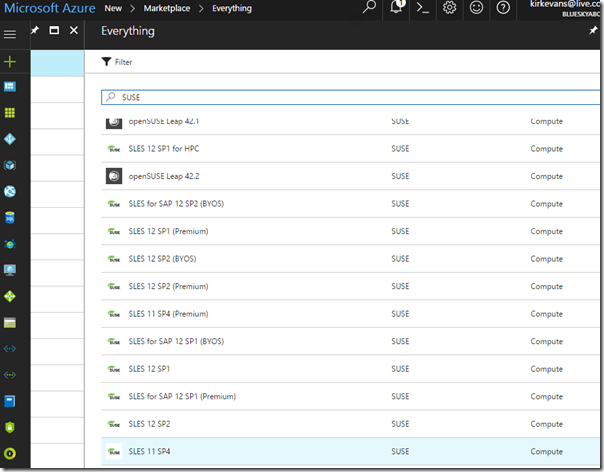 Microsoft Azure New > Marketplace > Everything kirkevans@live.cc
BLUESKYABC
Everything
Filter
SUSE
openSUSE Leap 42.1 SUSE Compute
SLES 12 SP1 for HPC SUSE Compute
openSUSE Leap 42.2 SUSE Compute
SLES for SAP 12 SP2 (BYOS) SUSE Compute
SLES 12 SP1 (Premium) SUSE Compute
SLES 12 SP2 (BYOS) SUSE Compute
SLES 12 SP2 (Premium) SUSE Compute
SLES 11 SP4 (Premium) SUSE Compute
SLES for SAP 12 SP1 (BYOS) SUSE Compute
SLES 12 SP1 SUSE Compute
SLES for SAP 12 SP1 (Premium) SUSE Compute
SLES 12 SP2 SUSE Compute
SLES 11 SP4 SUSE Compute